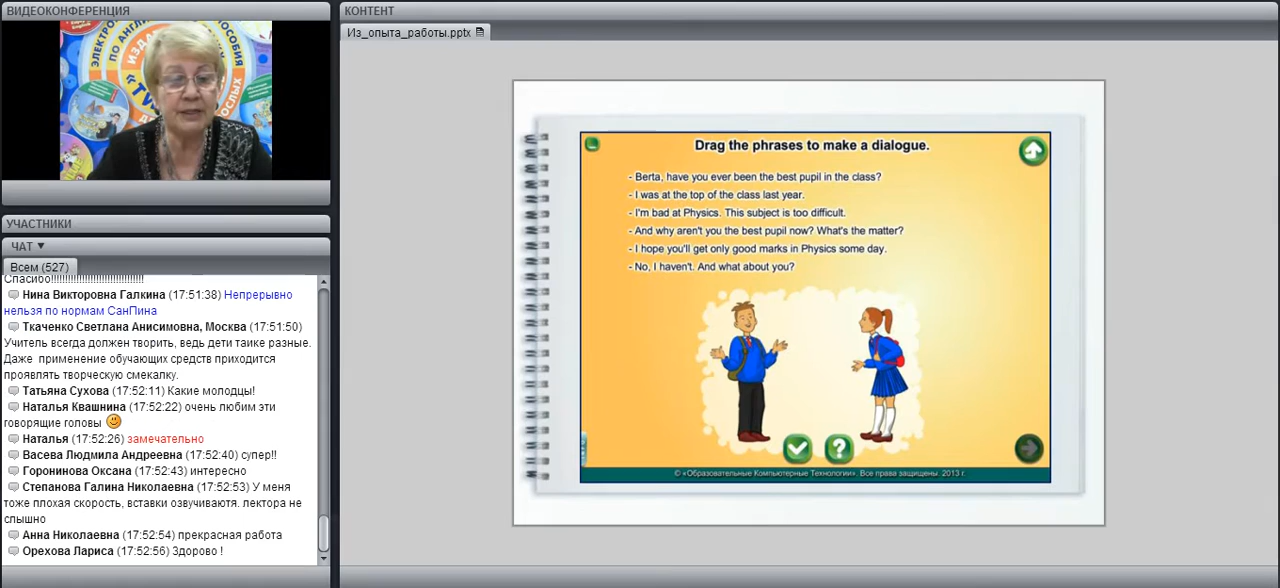 ВИДЕОКОНФЕРЕНЦИЯ
ЭЛЕКТРОН
ПО АНГЛИ
ИЗДА
ПОСОБИЯ
РОСЛЫХ
УЧАСТНИКИ
ЧАТ ▼
Всем (527)
Спасибо!!!!!!!!!!!!!!!!!!!!!!!!!!!!!!!!!
Нина Викторовна Галкина (17:51:38) Непрерывно
нельзя по нормам СанПина
Ткаченко Светлана Анисимовна, Москва (17:51:50)
Учитель всегда должен творить, ведь дети таике разные.
Даже применение обучающих средств приходится
проявлять творческую смекалку.
Татьяна Сухова (17:52:11) Какие молодцы!
Наталья Квашнина (17:52:22) очень любим эти
говорящие головы
Наталья (17:52:26) замечательно
Васева Людмила Андреевна (17:52:40) супер!!
Горонинова Оксана (17:52:43) интересно
Степанова Галина Николаевна (17:52:53) У меня
тоже плохая скорость, вставки озвучиваютя. лектора не
слышно
Анна Николаевна (17:52:54) прекрасная работа
Орехова Лариса (17:52:56) Здорово !
КОНТЕНТ
Из_опыта_работы.pptx
Drag the phrases to make a dialogue.
- Berta, have you ever been the best pupil in the class?
- I was at the top of the class last year.
- I'm bad at Physics. This subject is too difficult.
- And why aren't you the best pupil now? What's the matter?
- I hope you'll get only good marks in Physics some day.
- No, I haven't. And what about you?
?
© «Образовательные Компьютерные Технологии». Все права защищены. 2013 г.